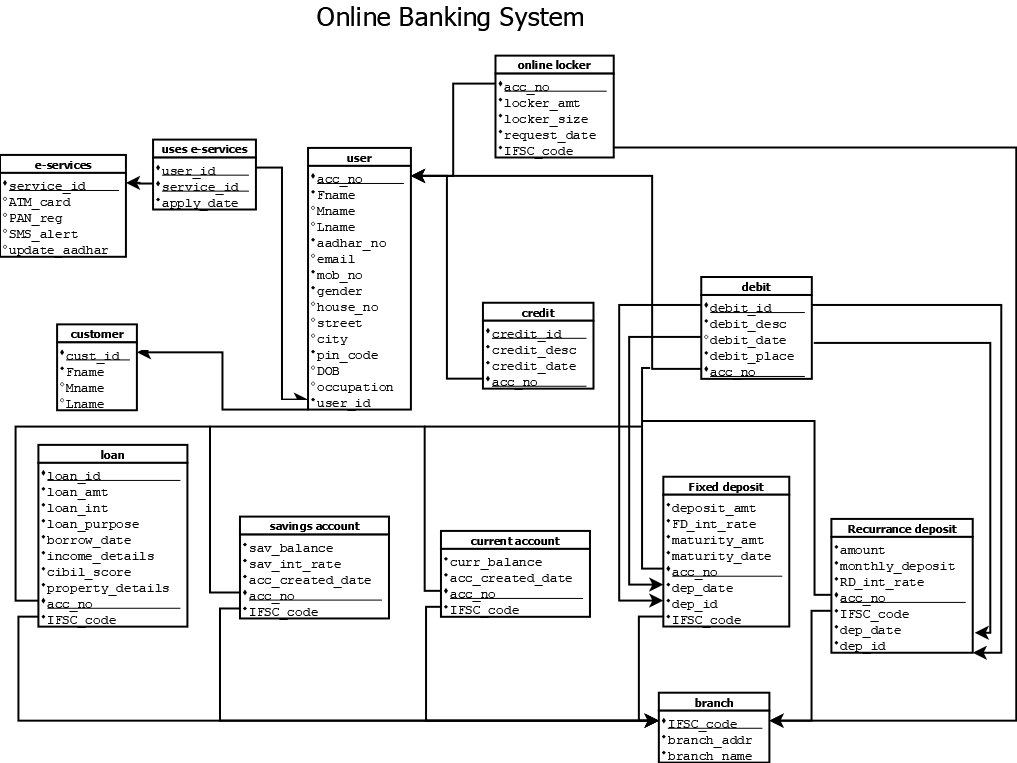 Online Banking System
online locker
acc_no
locker_amt
locker_size
request_date
IFSC_code
uses e-services
user_id
service_id
apply_date
e-services
service_id
ATM_card
PAN_reg
SMS_alert
update_aadhar
user
acc_no
Fname
Mname
Lname
aadhar_no
email
mob_no
gender
house_no
street
city
pin_code
DOB
occupation
user_id
customer
cust_id
Fname
Mname
Lname
credit
credit_id
credit_desc
credit_date
acc_no
debit
debit_id
debit_desc
debit_date
debit_place
acc_no
loan
loan_id
loan_amt
loan_int
loan_purpose
borrow_date
income_details
cibil_score
property_details
acc_no
IFSC_code
savings account
sav_balance
sav_int_rate
acc_created_date
acc_no
IFSC_code
current account
curr_balance
acc_created_date
acc_no
IFSC_code
Fixed deposit
deposit_amt
FD_int_rate
maturity_amt
maturity_date
acc_no
dep_date
dep_id
IFSC_code
Recurrance deposit
amount
monthly_deposit
RD_int_rate
acc_no
IFSC_code
dep_date
dep_id
branch
IFSC_code
branch_addr
branch_name